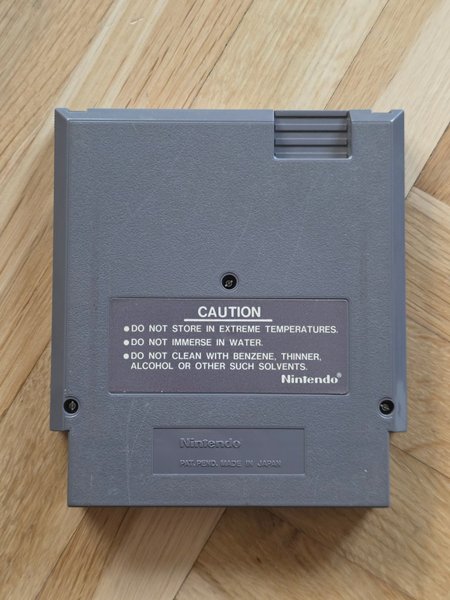 CAUTION
●DO NOT STORE IN EXTREME TEMPERATURES.
●DO NOT IMMERSE IN WATER.
●DO NOT CLEAN WITH BENZENE, THINNER,
ALCOHOL OR OTHER SUCH SOLVENTS.
Nintendo®
Nintendo
PAT. PEND. MADE IN JAPAN